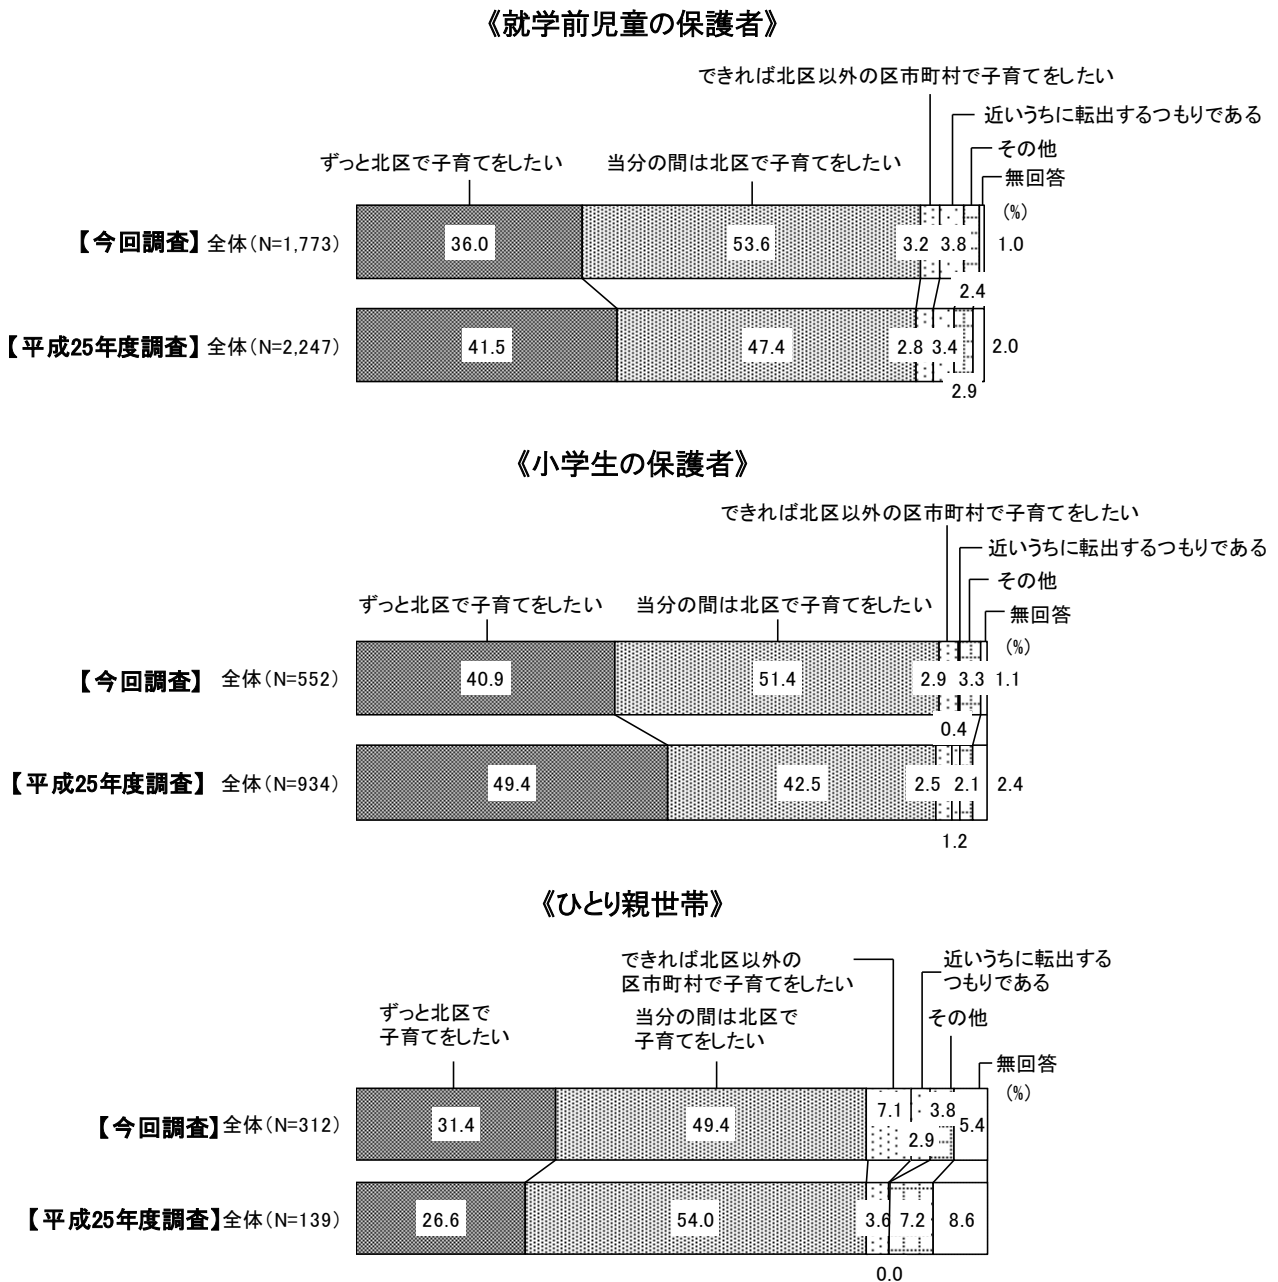 《就学前児童の保護者》
できれば北区以外の区市町村で子育てをしたい
近いうちに転出するつもりである
その他
ずっと北区で子育てをしたい
当分の間は北区で子育てをしたい
無回答
(%)
【今回調査】全体（N=1,773）
36.0
53.6
3.2
3.8
1.0
2.4
【平成25年度調査】全体（N=2,247）
41.5
47.4
2.8
3.4
2.0
2.9
《小学生の保護者》
できれば北区以外の区市町村で子育てをしたい
近いうちに転出するつもりである
その他
ずっと北区で子育てをしたい
当分の間は北区で子育てをしたい
無回答
(%)
【今回調査】 全体（N=552）
40.9
51.4
2.9
3.3
1.1
0.4
【平成25年度調査】 全体（N=934）
49.4
42.5
2.5
2.1
2.4
1.2
《ひとり親世帯》
できれば北区以外の
区市町村で子育てをしたい
近いうちに転出する
つもりである
ずっと北区で
子育てをしたい
当分の間は北区で
子育てをしたい
その他
無回答
(%)
【今回調査】全体（N=312）
31.4
49.4
7.1
3.8
5.4
2.9
【平成25年度調査】全体（N=139）
26.6
54.0
3.6
7.2
8.6
0.0